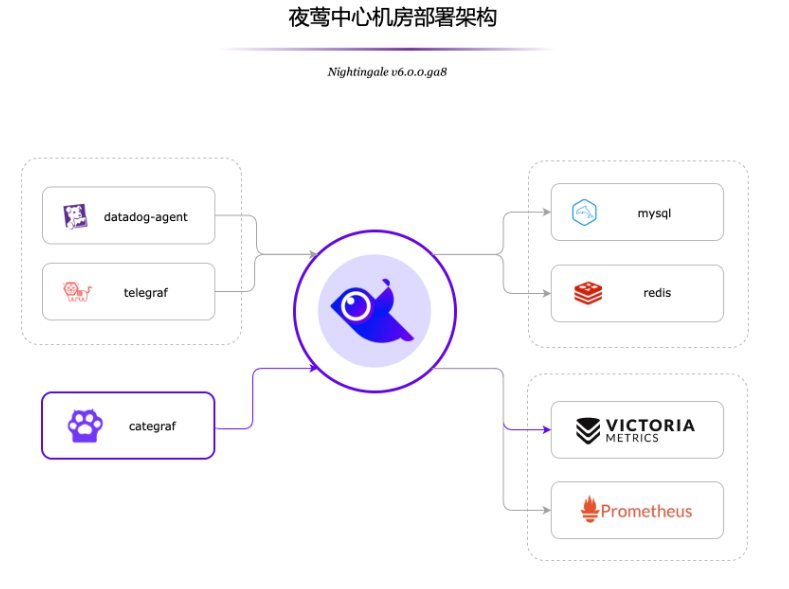 夜莺中心机房部署架构
Nightingale v6.0.0.ga8
datadog-agent
telegraf
categraf
mysql
redis
VICTORIA
METRICS
Prometheus